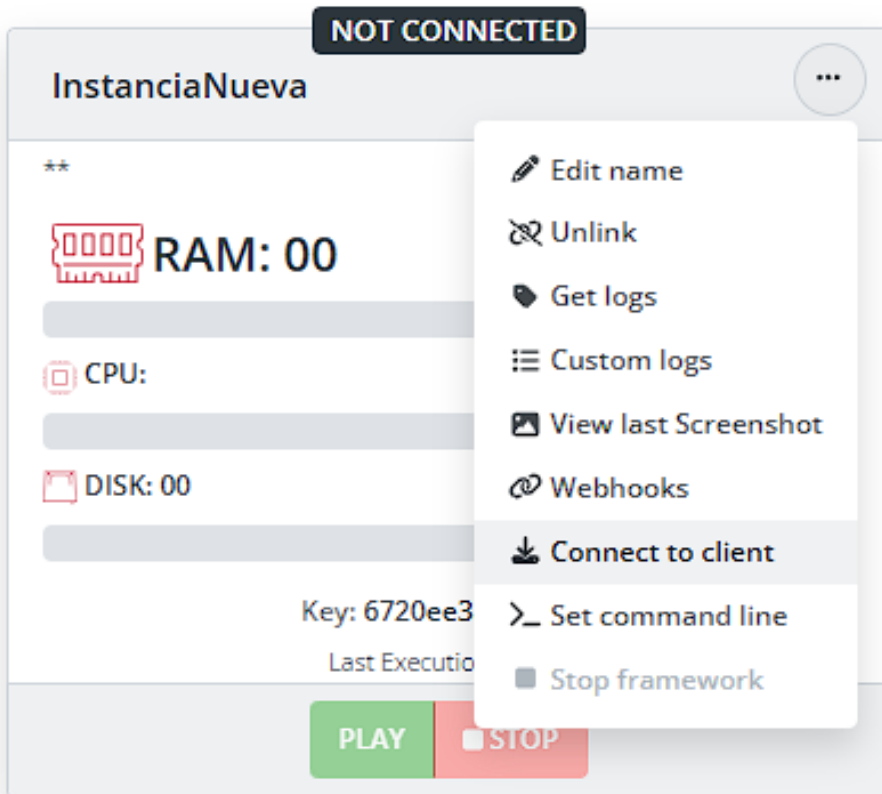 NOT CONNECTED
InstanciaNueva
...
**
RAM: 00
CPU:
DISK: 00
Key: 6720ee3
Last Executio
PLAY
STOP
Edit name
Unlink
Get logs
Custom logs
View last Screenshot
Webhooks
Connect to client
Set command line
Stop framework